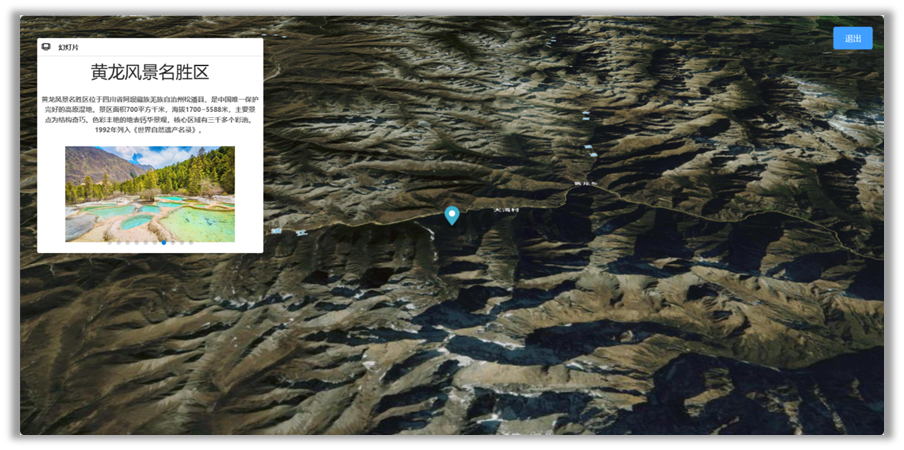 幻灯片
退出
黄龙风景名胜区
黄龙风景名胜区位于四川省阿坝藏族羌族自治州松潘县，是中国唯一保护
完好的高原湿地。景区面积700平方千米，海拔1700-5588米，主要景
点为结构奇巧、色彩丰艳的地表钙华景观，核心区域有三千多个彩池。
1992年列入《世界自然遗产名录》。
大湾村